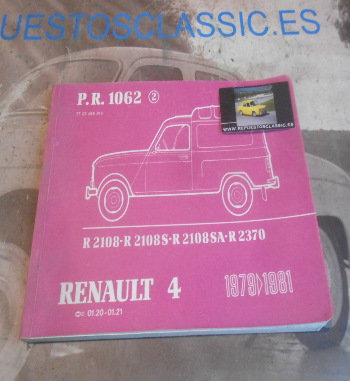 UESTOSCLASSIC.ES
P.R. 1062 ②
WWW.REPUESTOSCLASSIC.ES
R 2108-R 2108 S-R 2108 SA-R 2370
RENAULT 4 1979>1981
01.20-01.21